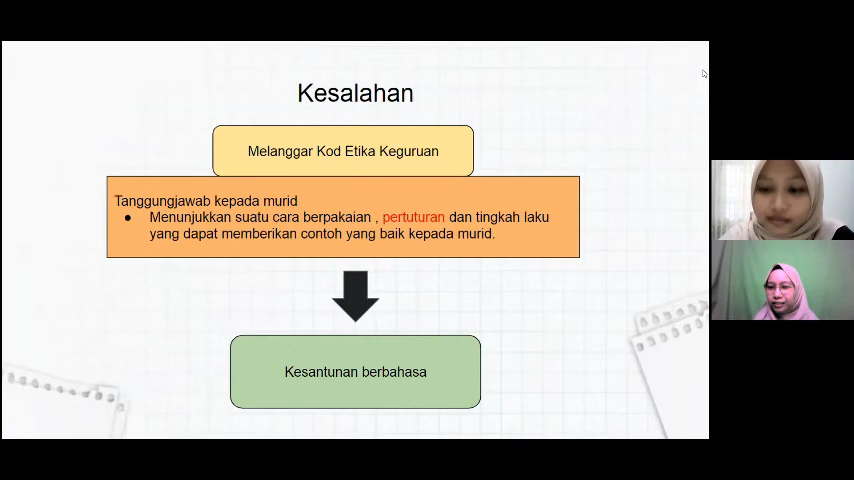 Kesalahan
Melanggar Kod Etika Keguruan
Tanggungjawab kepada murid
● Menunjukkan suatu cara berpakaian , pertuturan dan tingkah laku
yang dapat memberikan contoh yang baik kepada murid.
Kesantunan berbahasa